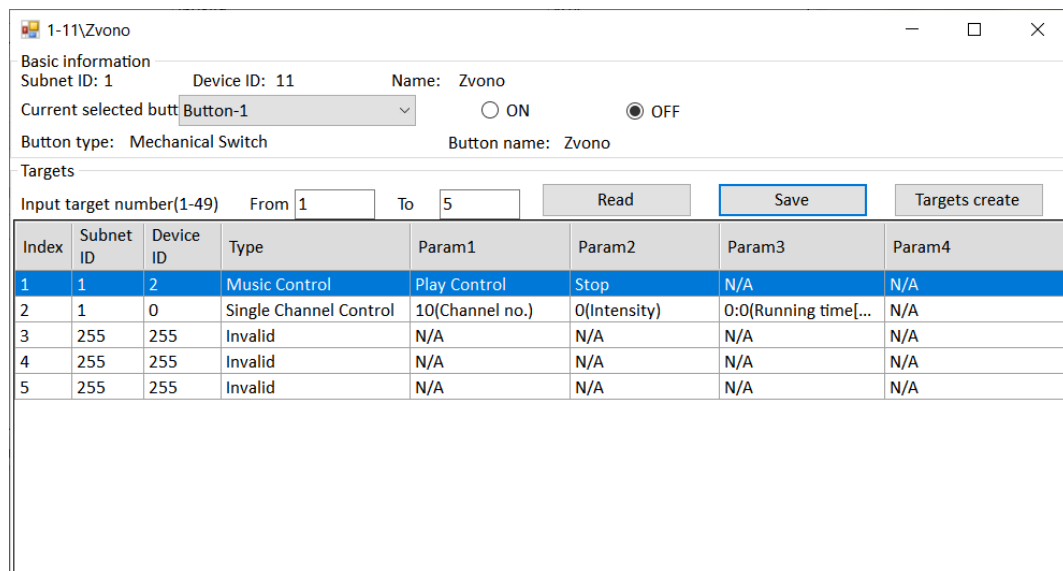 1-11\Zvono
Basic information
Subnet ID: 1 Device ID: 11 Name: Zvono
Current selected butt Button-1 ON OFF
Button type: Mechanical Switch Button name: Zvono
Targets
Input target number(1-49) From 1 To 5 Read Save Targets create
Index Subnet ID Device ID Type Param1 Param2 Param3 Param4
1 1 2 Music Control Play Control Stop N/A N/A
2 1 0 Single Channel Control 10(Channel no.) 0(Intensity) 0:0(Running time[... N/A
3 255 255 Invalid N/A N/A N/A N/A
4 255 255 Invalid N/A N/A N/A N/A
5 255 255 Invalid N/A N/A N/A N/A